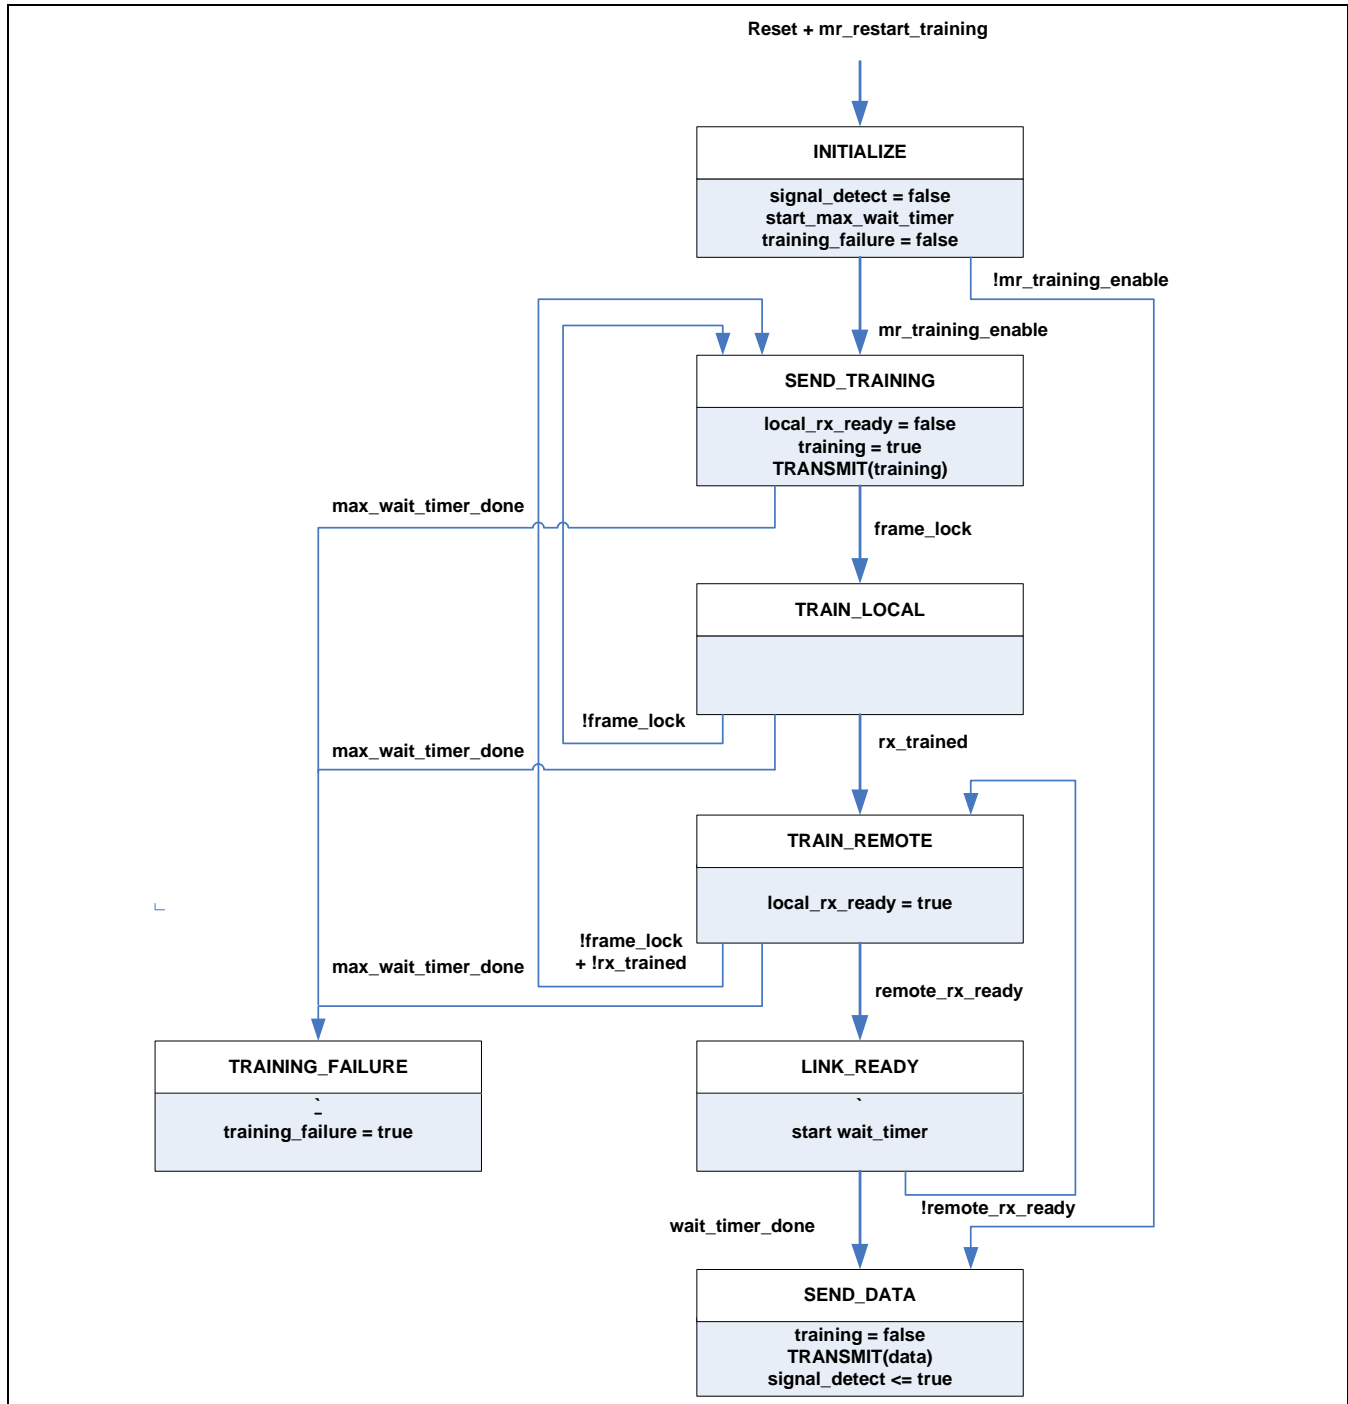 Reset + mr_restart_training
INITIALIZE
signal_detect = false
start_max_wait_timer
training_failure = false
!mr_training_enable
mr_training_enable
SEND_TRAINING
local_rx_ready = false
training = true
TRANSMIT(training)
max_wait_timer_done
frame_lock
TRAIN_LOCAL
!frame_lock
rx_trained
max_wait_timer_done
TRAIN_REMOTE
local_rx_ready = true
!frame_lock
+ !rx_trained
max_wait_timer_done
remote_rx_ready
TRAINING_FAILURE
`
_
training_failure = true
LINK_READY
`
start wait_timer
!remote_rx_ready
wait_timer_done
SEND_DATA
training = false
TRANSMIT(data)
signal_detect <= true